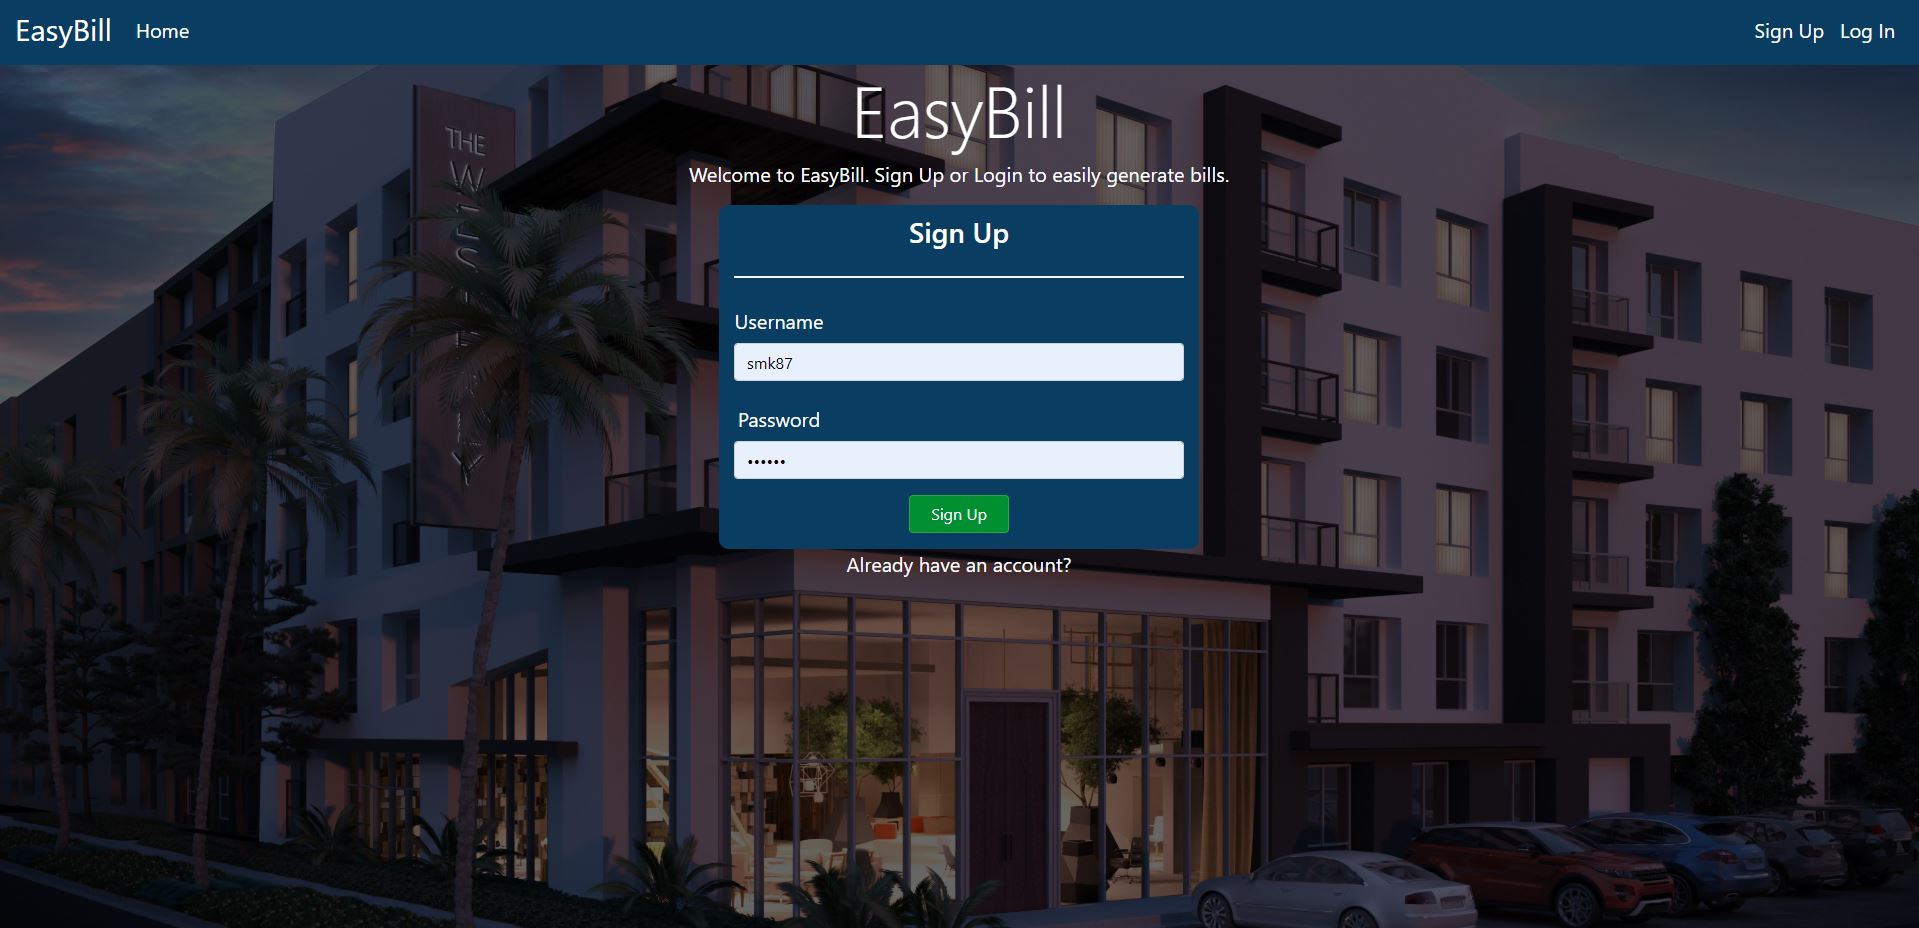 EasyBill Home Sign Up Log In
EasyBill
Welcome to EasyBill. Sign Up or Login to easily generate bills.
Sign Up
Username
smk87
Password
••••••
Sign Up
Already have an account?
THE